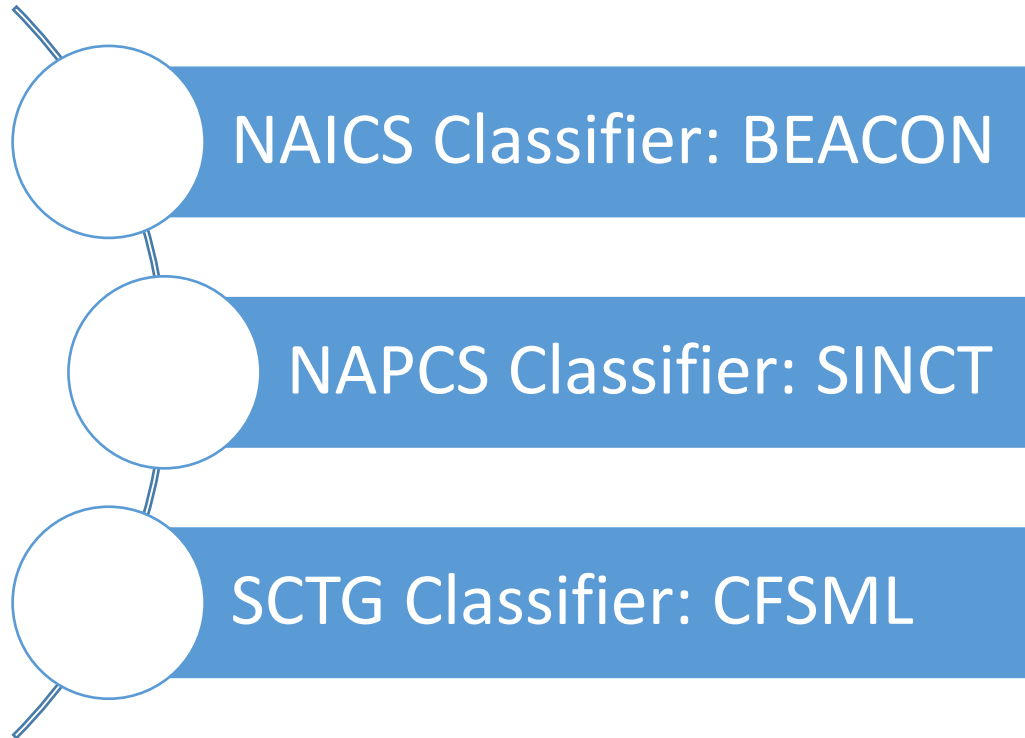 NAICS Classifier: BEACON
NAPCS Classifier: SINCT
SCTG Classifier: CFSML